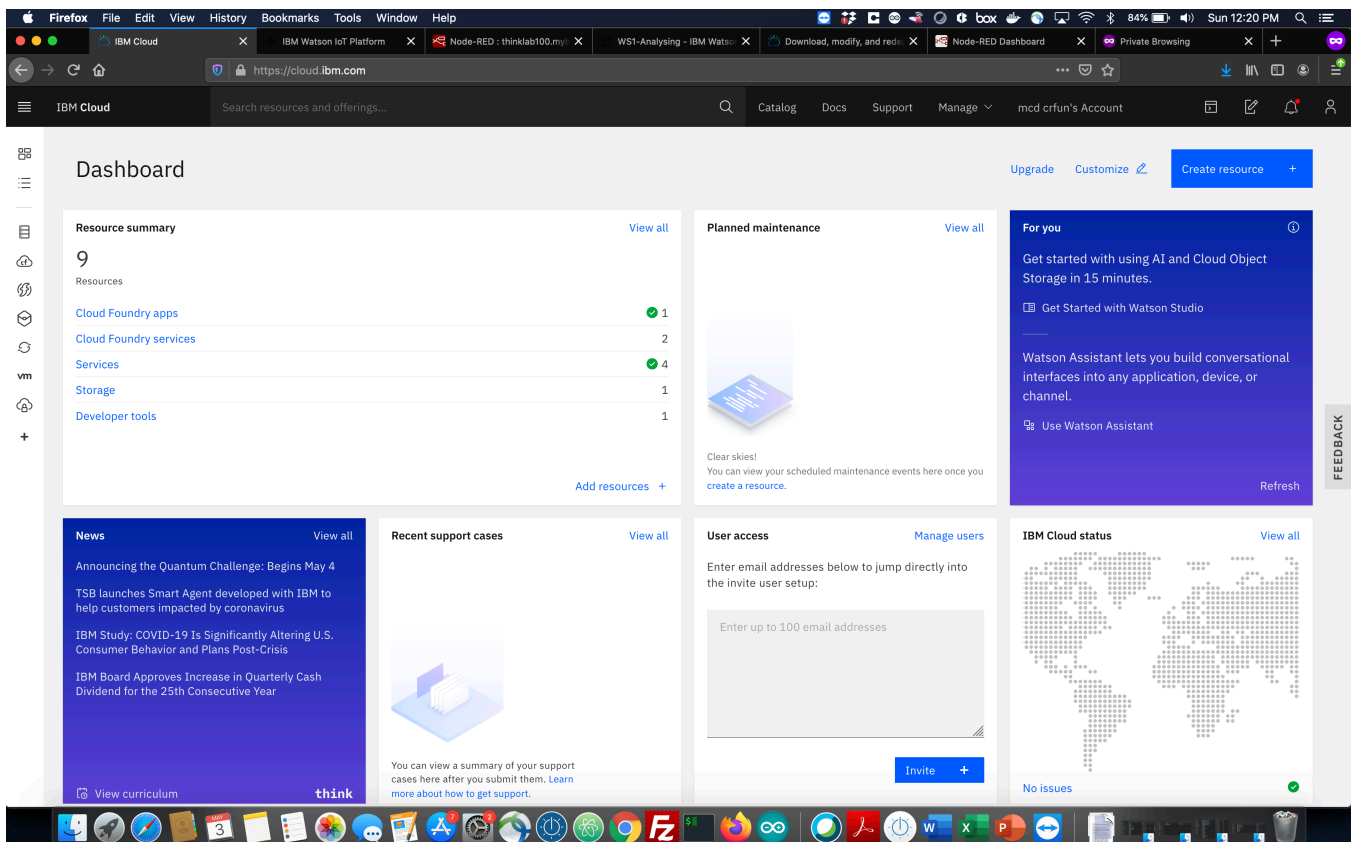 Firefox File Edit View History Bookmarks Tools Window Help
box 84% Sun 12:20 PM
IBM Cloud
IBM Watson IoT Platform
Node-RED : thinklab100.myb
WS1-Analysing - IBM Watso
Download, modify, and redep
Node-RED Dashboard
Private Browsing
https://cloud.ibm.com
IBM Cloud
Search resources and offerings...
Catalog Docs Support Manage mcd crfun's Account
Dashboard
Upgrade Customize Create resource +
cf
vm
+
Resource summary View all
9
Resources
Cloud Foundry apps 1
Cloud Foundry services 2
Services 4
Storage 1
Developer tools 1
Add resources +
Planned maintenance View all
Clear skies!
You can view your scheduled maintenance events here once you
create a resource.
For you
Get started with using AI and Cloud Object
Storage in 15 minutes.
Get Started with Watson Studio
Watson Assistant lets you build conversational
interfaces into any application, device, or
channel.
Use Watson Assistant
Refresh
FEEDBACK
News View all
Announcing the Quantum Challenge: Begins May 4
TSB launches Smart Agent developed with IBM to
help customers impacted by coronavirus
IBM Study: COVID-19 Is Significantly Altering U.S.
Consumer Behavior and Plans Post-Crisis
IBM Board Approves Increase in Quarterly Cash
Dividend for the 25th Consecutive Year
View curriculum think
Recent support cases View all
You can view a summary of your support
cases here after you submit them. Learn
more about how to get support.
User access Manage users
Enter email addresses below to jump directly into
the invite user setup:
Enter up to 100 email addresses
Invite +
IBM Cloud status View all
No issues
MAY
3
7
2
Fz
$
W
X
P